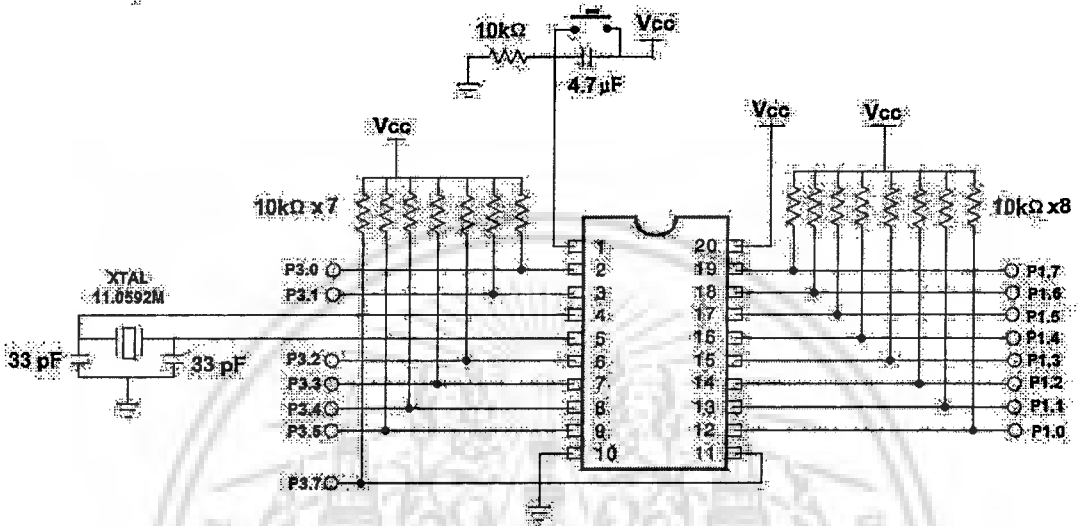 10kΩ
Vcc
4.7 µF
Vcc
Vcc
Vcc
10kΩ x 7
10kΩ x8
XTAL
11.0592M
33 pF
33 pF
P3.0
P3.1
P3.2
P3.3
P3.4
P3.5
P3.7
1
2
3
4
5
6
7
8
9
10
20
19
18
17
16
15
14
13
12
11
P1.7
P1.6
P1.5
P1.4
P1.3
P1.2
P1.1
P1.0